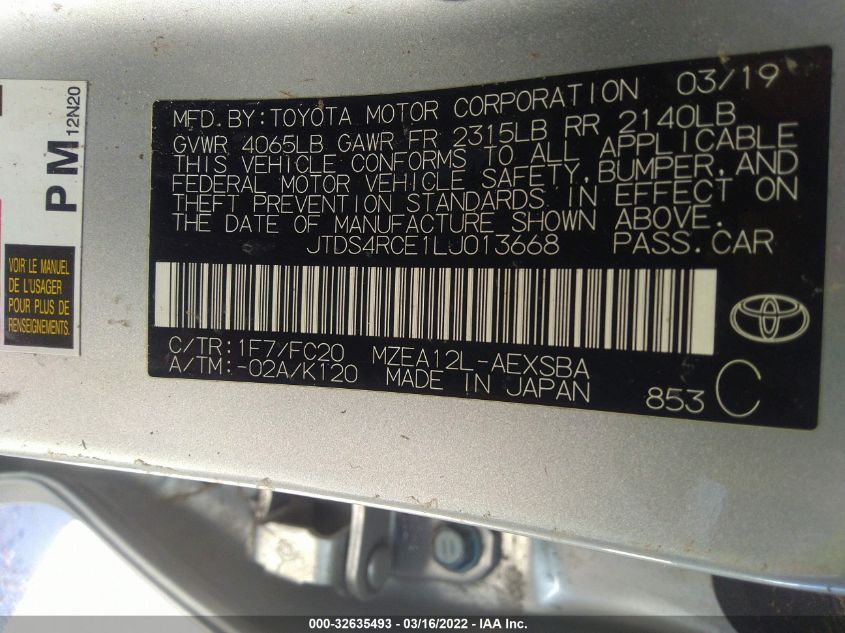 MFD. BY: TOYOTA MOTOR CORPORATION 03/19
GVWR 4065LB GAWR FR 2315LB RR 2140LB
THIS VEHICLE CONFORMS TO ALL APPLICABLE
FEDERAL MOTOR VEHICLE SAFETY, BUMPER, AND
THEFT PREVENTION STANDARDS IN EFFECT ON
THE DATE OF MANUFACTURE SHOWN ABOVE.
JTDS4RCE1LJ013668 PASS. CAR
C/TR: 1F7/FC20 MZEA12L-AEXSBA
A/TM: -02A/K120 MADE IN JAPAN
853 C
PM
12N20
VOIR LE MANUEL
DE L'USAGER
POUR PLUS DE
RENSEIGNEMENTS.
000-32635493 - 03/16/2022 - IAA, Inc.